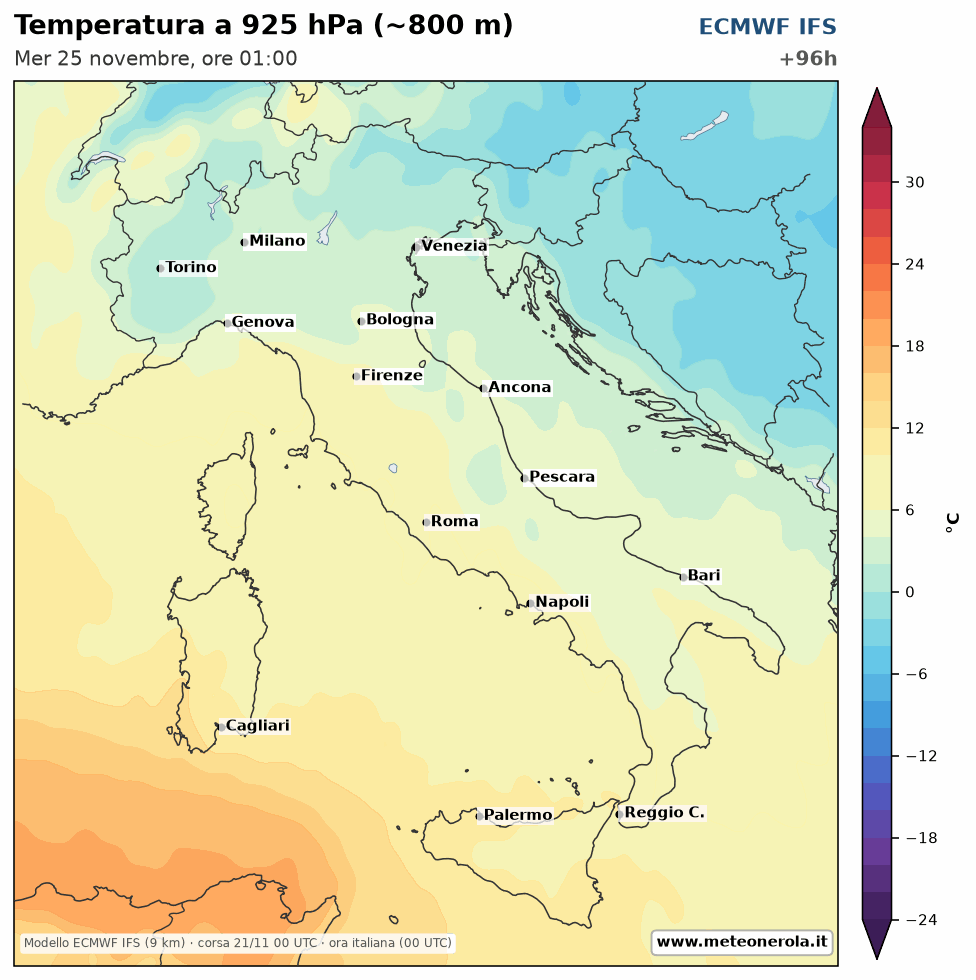 Temperatura a 925 hPa (~800 m)
ECMWF IFS
Mer 25 novembre, ore 01:00
+96h
Milano
Venezia
Torino
Genova
Bologna
Firenze
Ancona
Pescara
Roma
Bari
Napoli
Cagliari
Palermo
Reggio C.
30
24
18
12
6
0
−6
−12
−18
−24
°C
Modello ECMWF IFS (9 km) · corsa 21/11 00 UTC · ora italiana (00 UTC)
www.meteonerola.it